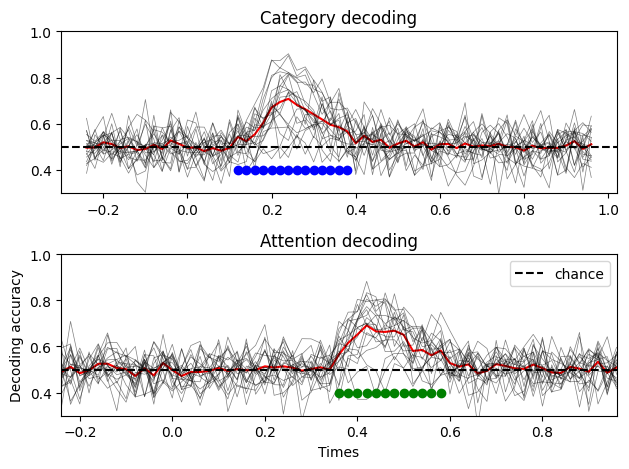 Category decoding
1.0
0.8
0.6
0.4
−0.2 0.0 0.2 0.4 0.6 0.8 1.0
Attention decoding
Decoding accuracy
1.0
0.8
0.6
0.4
chance
−0.2 0.0 0.2 0.4 0.6 0.8
Times